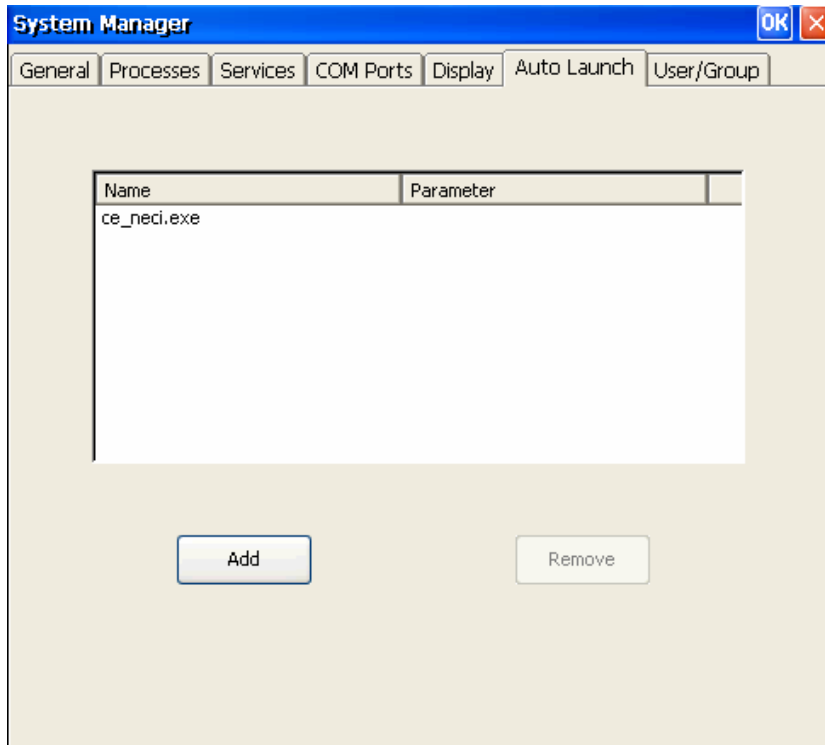 System Manager OK
General Processes Services COM Ports Display Auto Launch User/Group
Name Parameter
ce_neci.exe
Add Remove